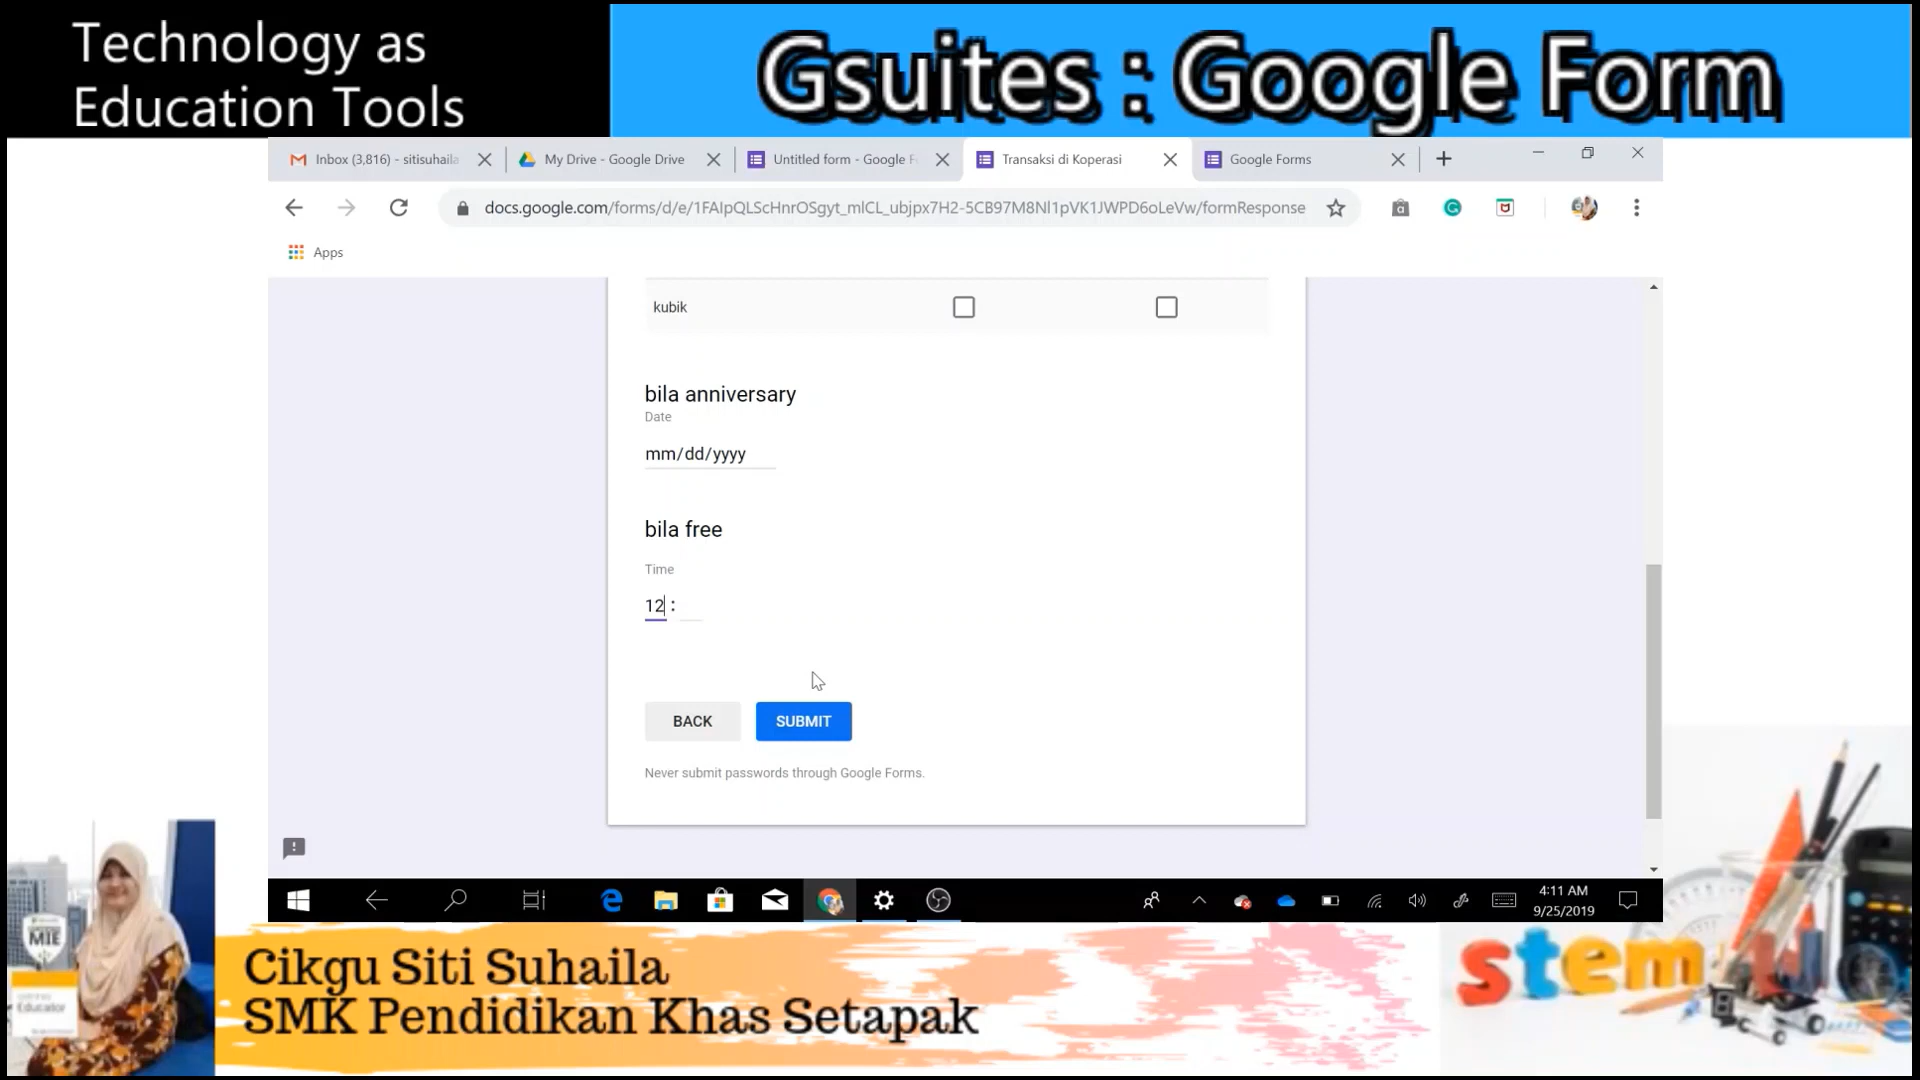 Technology as
Education Tools
Gsuites : Google Form
Inbox (3,816) - sitisuhaila
My Drive - Google Drive
Untitled form - Google F
Transaksi di Koperasi
Google Forms
docs.google.com/forms/d/e/1FAIpQLScHnrOSgyt_mlCL_ubjpx7H2-5CB97M8Nl1pVK1JWPD6oLeVw/formResponse
Apps
kubik
bila anniversary
Date
mm/dd/yyyy
bila free
Time
12 :
BACK
SUBMIT
Never submit passwords through Google Forms.
4:11 AM
9/25/2019
MIE
Educator
Cikgu Siti Suhaila
SMK Pendidikan Khas Setapak
stem